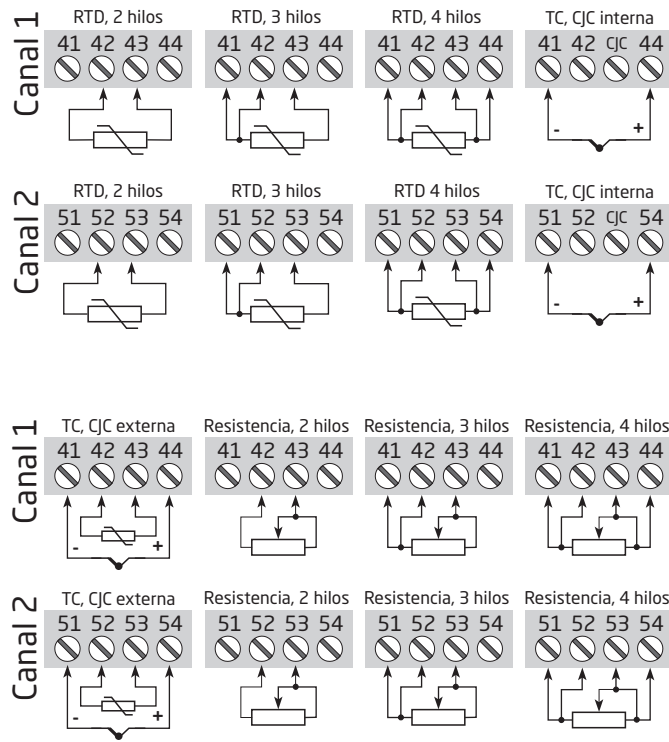 Canal 1
RTD, 2 hilos
41 42 43 44
RTD, 3 hilos
41 42 43 44
RTD, 4 hilos
41 42 43 44
TC, CJC interna
41 42 CJC 44
- +
Canal 2
RTD, 2 hilos
51 52 53 54
RTD, 3 hilos
51 52 53 54
RTD 4 hilos
51 52 53 54
TC, CJC interna
51 52 CJC 54
- +
Canal 1
TC, CJC externa
41 42 43 44
- +
Resistencia, 2 hilos
41 42 43 44
Resistencia, 3 hilos
41 42 43 44
Resistencia, 4 hilos
41 42 43 44
Canal 2
TC, CJC externa
51 52 53 54
- +
Resistencia, 2 hilos
51 52 53 54
Resistencia, 3 hilos
51 52 53 54
Resistencia, 4 hilos
51 52 53 54